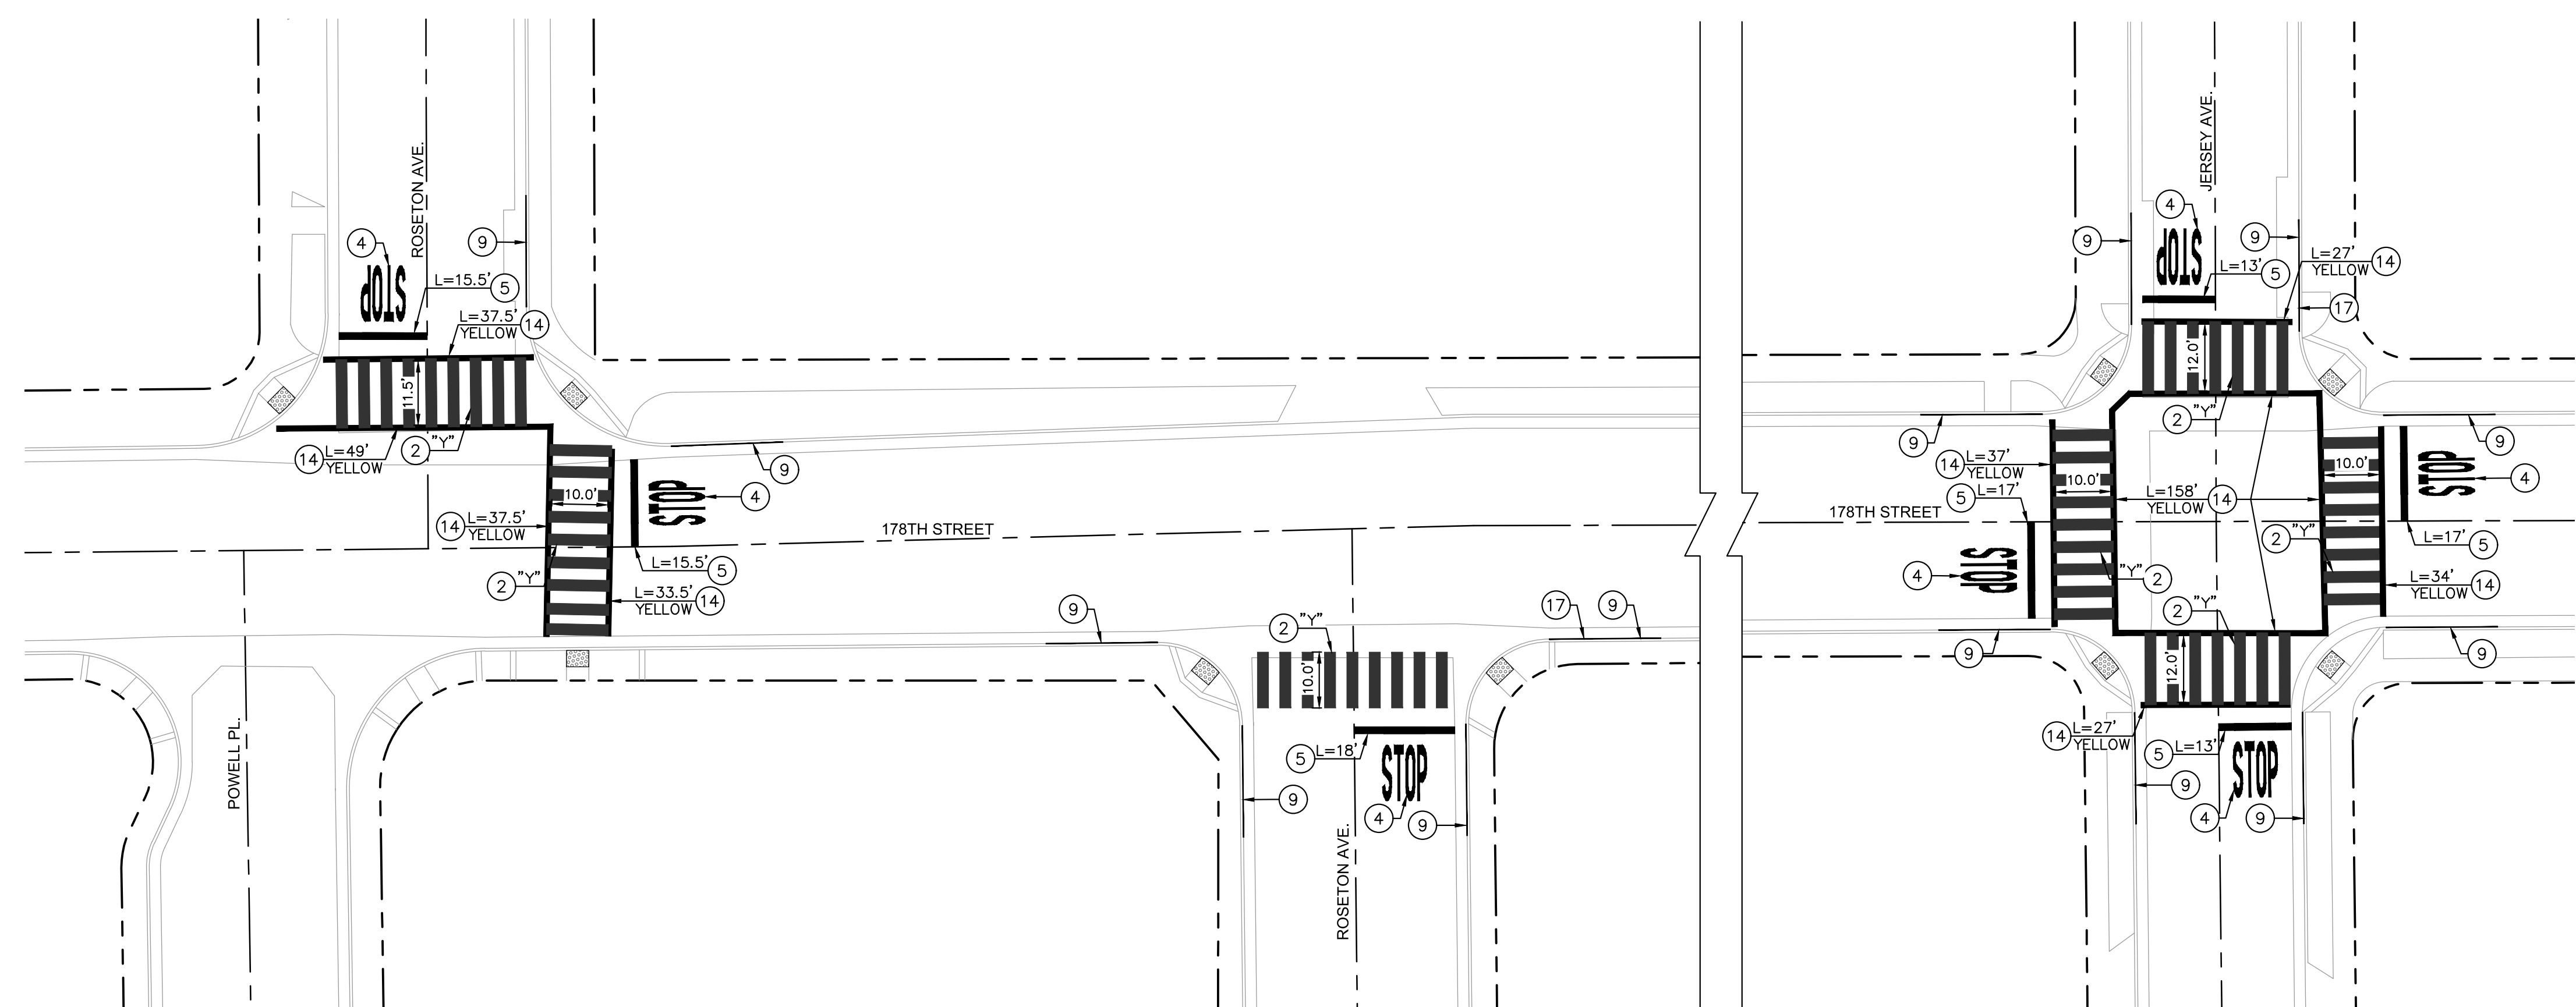 ROSETON AVE.
4
9
STOP
L=15.5'
5
L=37.5'
YELLOW
14
11.5'
14
L=49'
YELLOW
2
"Y"
10.0'
9
STOP
4
14
L=37.5'
YELLOW
178TH STREET
2
"Y"
L=15.5'
5
L=33.5'
YELLOW
14
POWELL PL.
9
2
"Y"
17
9
10.0'
5
L=18'
STOP
9
4
9
ROSETON AVE.
JERSEY AVE.
4
9
STOP
9
L=27'
YELLOW
14
L=13'
5
17
12.0'
2
"Y"
9
9
14
L=37'
YELLOW
10.0'
10.0'
STOP
4
5
L=17'
178TH STREET
L=158'
YELLOW
14
2
"Y"
L=17'
5
4
STOP
"Y"
2
L=34'
YELLOW
14
2
"Y"
9
9
12.0'
14
L=27'
YELLOW
5
L=13'
STOP
9
4
9